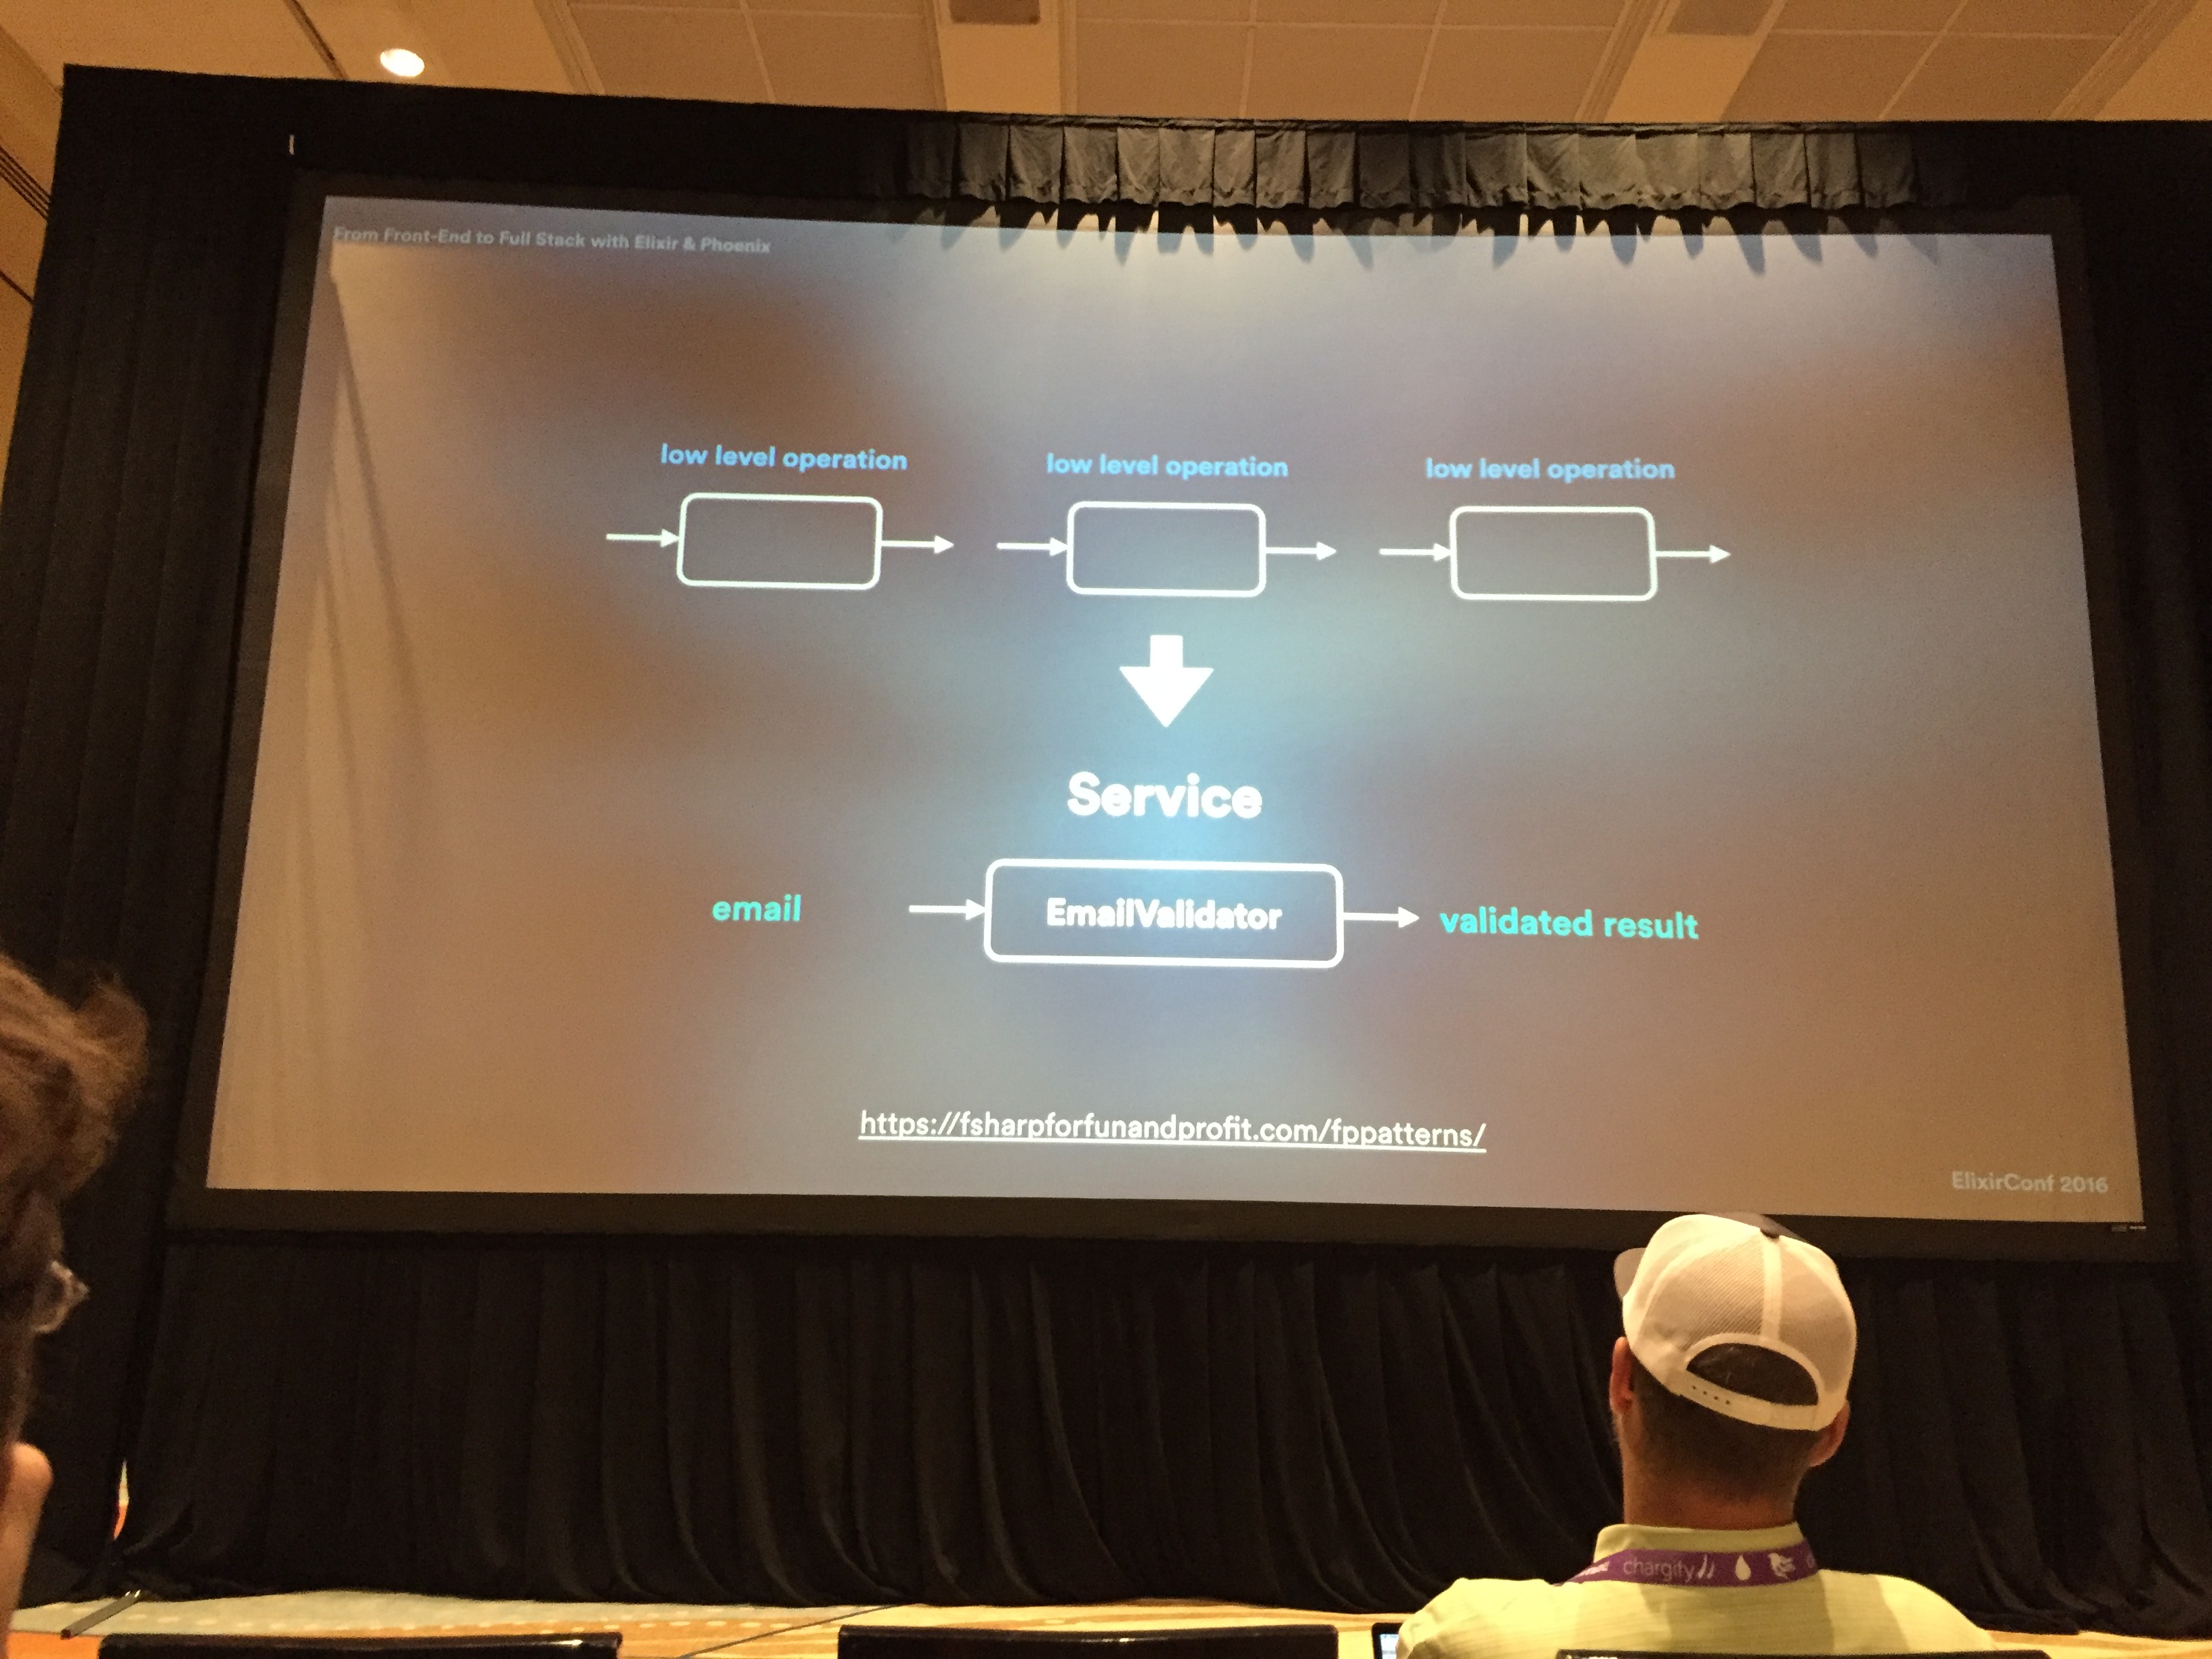 From Front-End to Full Stack with Elixir & Phoenix
low level operation low level operation low level operation
Service
email EmailValidator validated result
https://fsharpforfunandprofit.com/fppatterns/
ElixirConf 2016
chargify